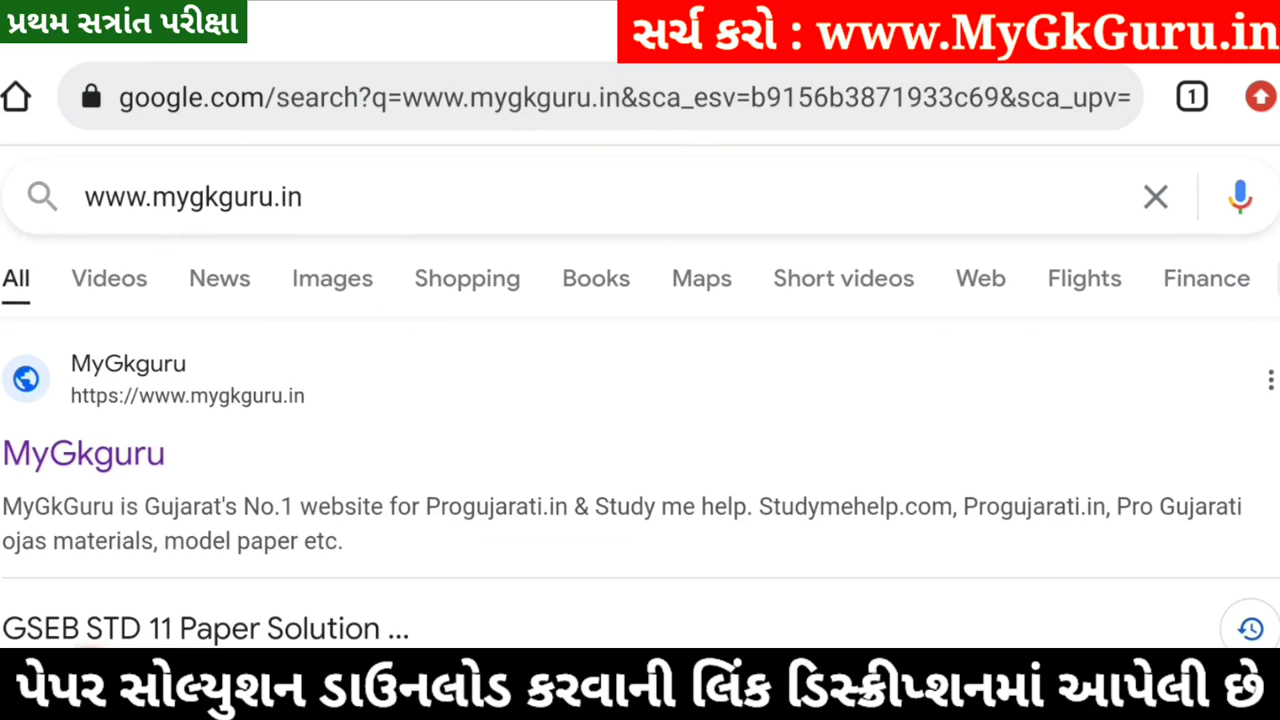 પ્રથમ સત્રાંત પરીક્ષા
સર્ચ કરો : www.MyGkGuru.in
google.com/search?q=www.mygkguru.in&sca_esv=b9156b3871933c69&sca_upv=
1
www.mygkguru.in
All Videos News Images Shopping Books Maps Short videos Web Flights Finance
MyGkguru
https://www.mygkguru.in
MyGkguru
MyGkGuru is Gujarat's No.1 website for Progujarati.in & Study me help. Studymehelp.com, Progujarati.in, Pro Gujarati
ojas materials, model paper etc.
GSEB STD 11 Paper Solution ...
પેપર સોલ્યુશન ડાઉનલોડ કરવાની લિંક ડિસ્ક્રીપ્શનમાં આપેલી છે